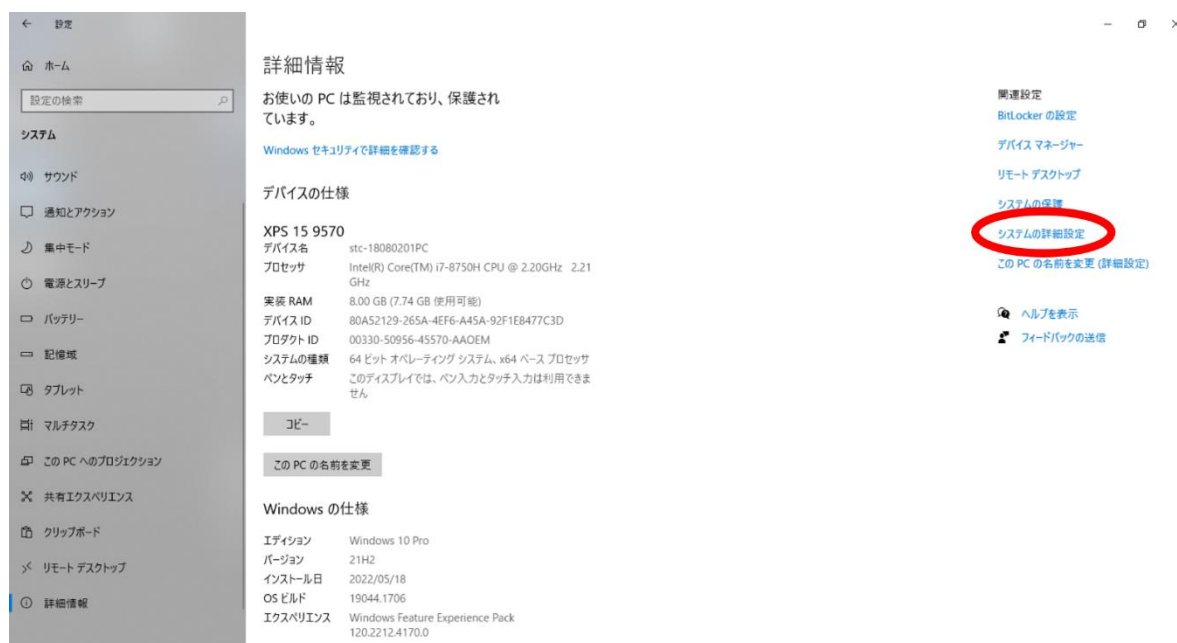 設定
ホーム
設定の検索
システム
サウンド
通知とアクション
集中モード
電源とスリープ
バッテリー
記憶域
タブレット
マルチタスク
この PC へのプロジェクション
共有エクスペリエンス
クリップボード
リモート デスクトップ
詳細情報
詳細情報
お使いの PC は監視されており、保護され
ています。
Windows セキュリティで詳細を確認する
デバイスの仕様
XPS 15 9570
デバイス名 stc-18080201PC
プロセッサ Intel(R) Core(TM) i7-8750H CPU @ 2.20GHz 2.21
GHz
実装 RAM 8.00 GB (7.74 GB 使用可能)
デバイス ID 80A52129-265A-4EF6-A45A-92F1E8477C3D
プロダクト ID 00330-50956-45570-AAOEM
システムの種類 64 ビット オペレーティング システム、x64 ベース プロセッサ
ペンとタッチ このディスプレイでは、ペン入力とタッチ入力は利用できま
せん
コピー
この PC の名前を変更
Windows の仕様
エディション Windows 10 Pro
バージョン 21H2
インストール日 2022/05/18
OS ビルド 19044.1706
エクスペリエンス Windows Feature Experience Pack
120.2212.4170.0
関連設定
BitLocker の設定
デバイス マネージャー
リモート デスクトップ
システムの保護
システムの詳細設定
この PC の名前を変更 (詳細設定)
ヘルプを表示
フィードバックの送信